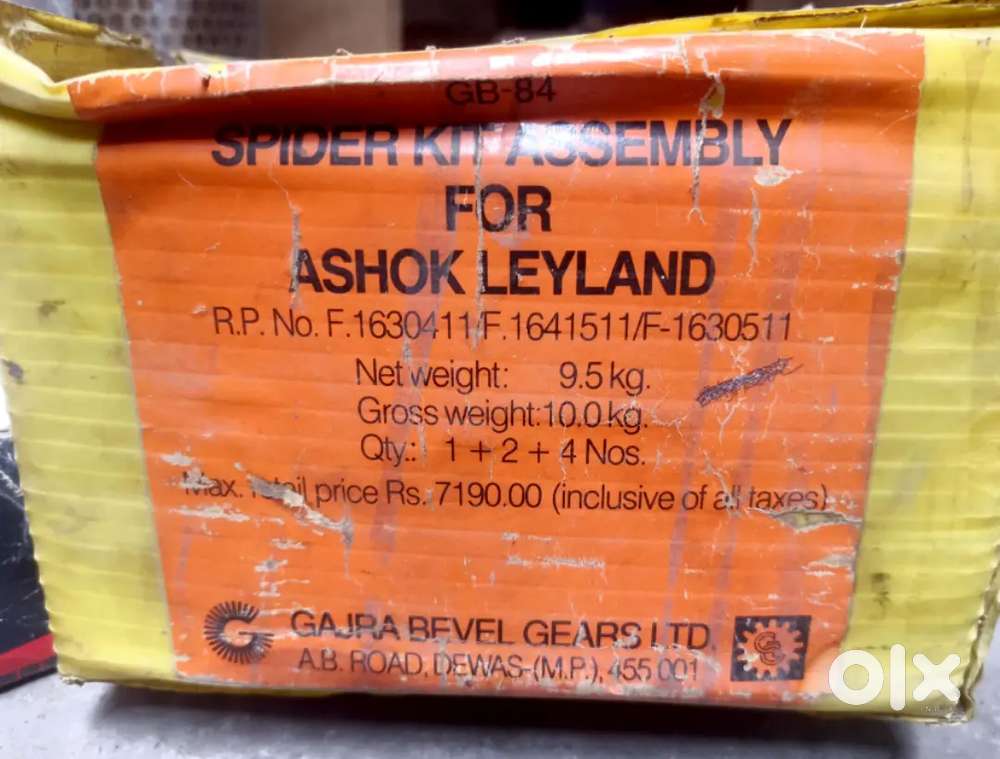 GB-84
SPIDER KIT ASSEMBLY
FOR
ASHOK LEYLAND
R.P. No. F.1630411/F.1641511/F-1630511
Net weight: 9.5 kg.
Gross weight: 10.0 kg.
Qty.: 1 + 2 + 4 Nos.
Max. retail price Rs. 7190.00 (inclusive of all taxes)
GAJRA BEVEL GEARS LTD.
A.B. ROAD, DEWAS-(M.P.), 455 001
olx